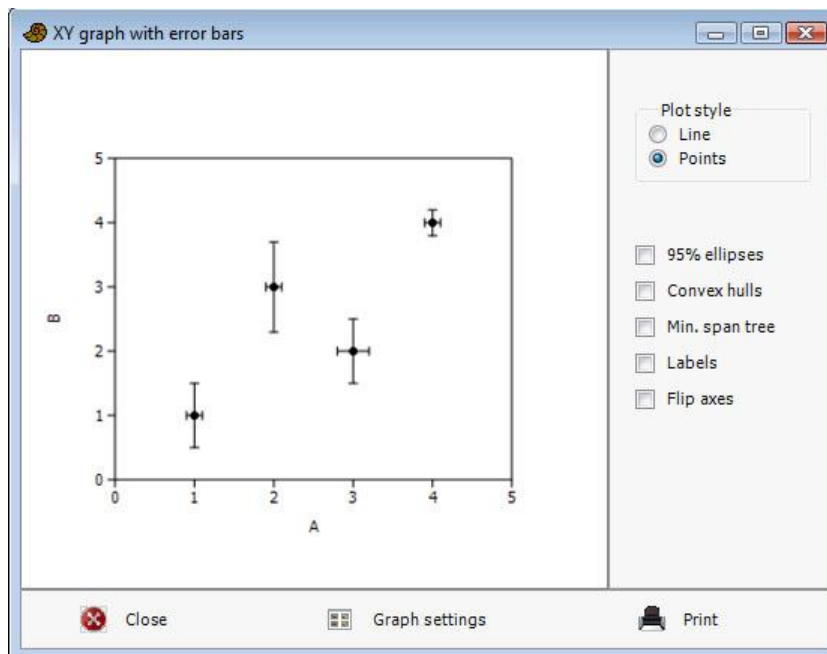 XY graph with error bars
Plot style
Line
Points
5
4
3
2
1
0
B
0 1 2 3 4 5
A
95% ellipses
Convex hulls
Min. span tree
Labels
Flip axes
Close Graph settings Print